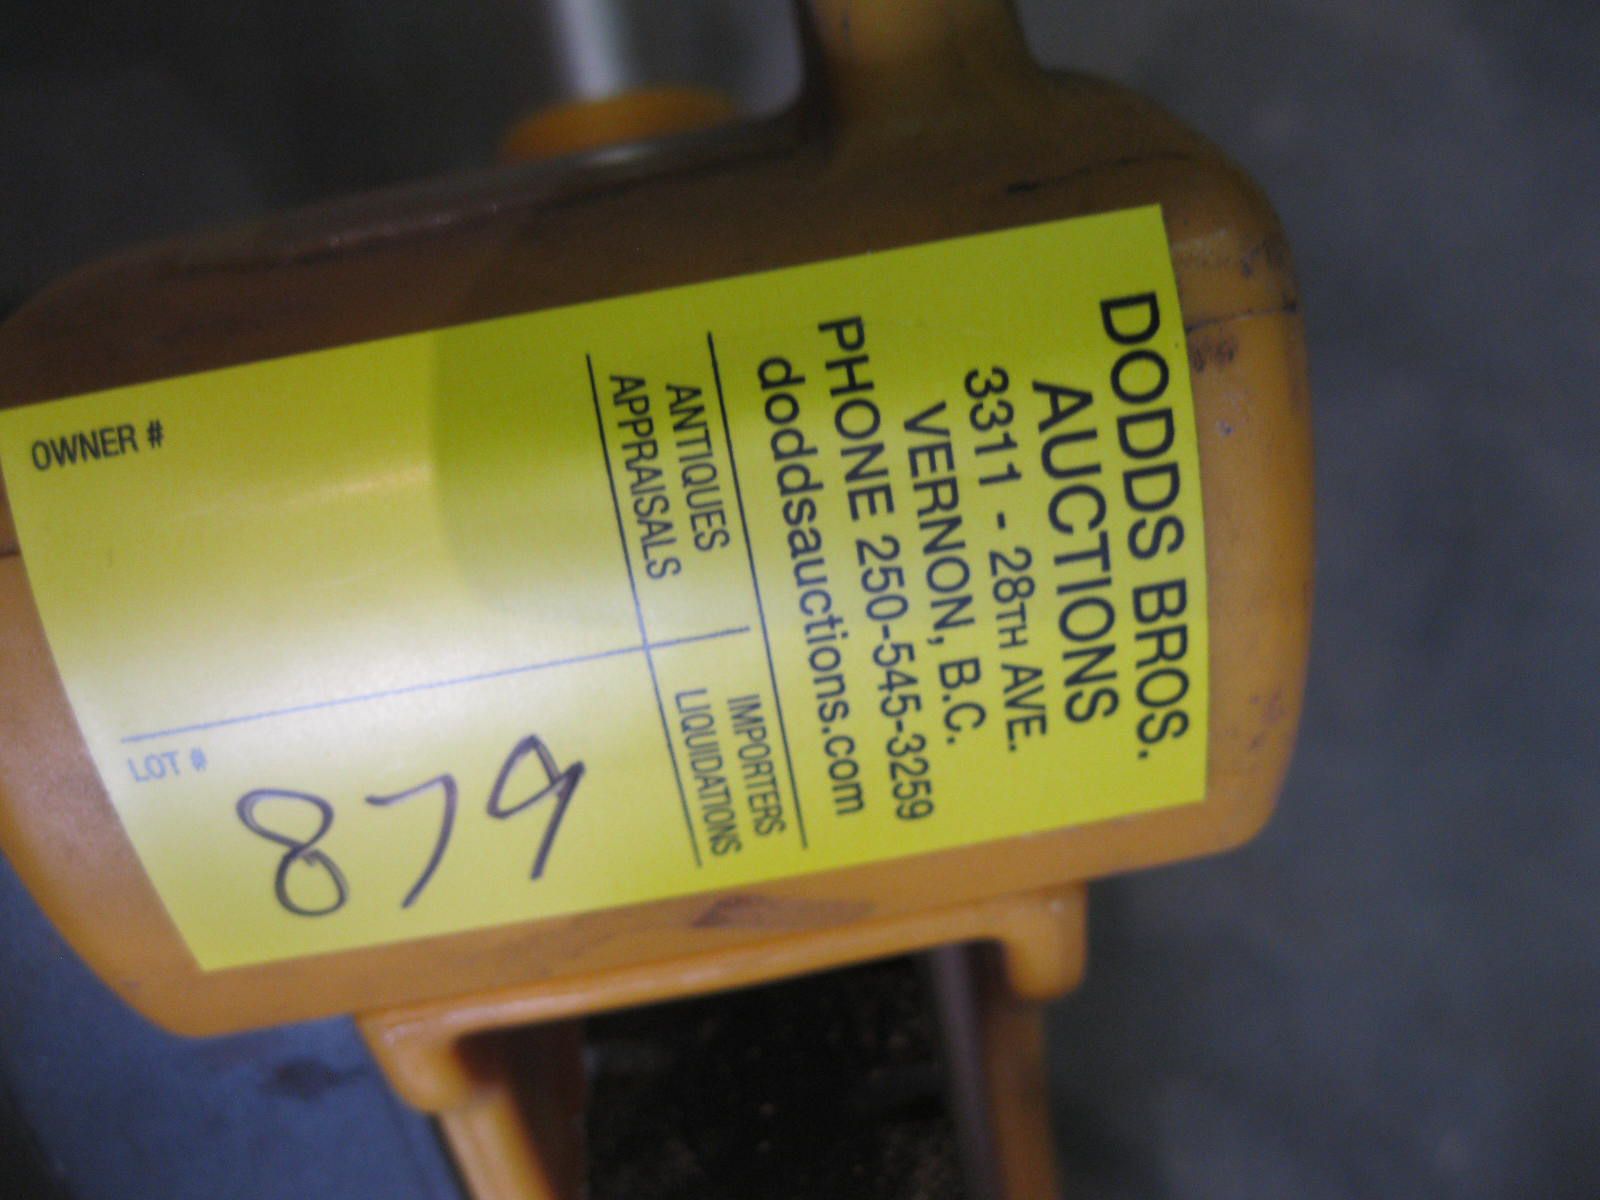 DODDS BROS.
AUCTIONS
3311 - 28TH AVE.
VERNON, B.C.
PHONE 250-545-3259
doddsauctions.com
ANTIQUES IMPORTERS
APPRAISALS LIQUIDATIONS
OWNER #
LOT #
879